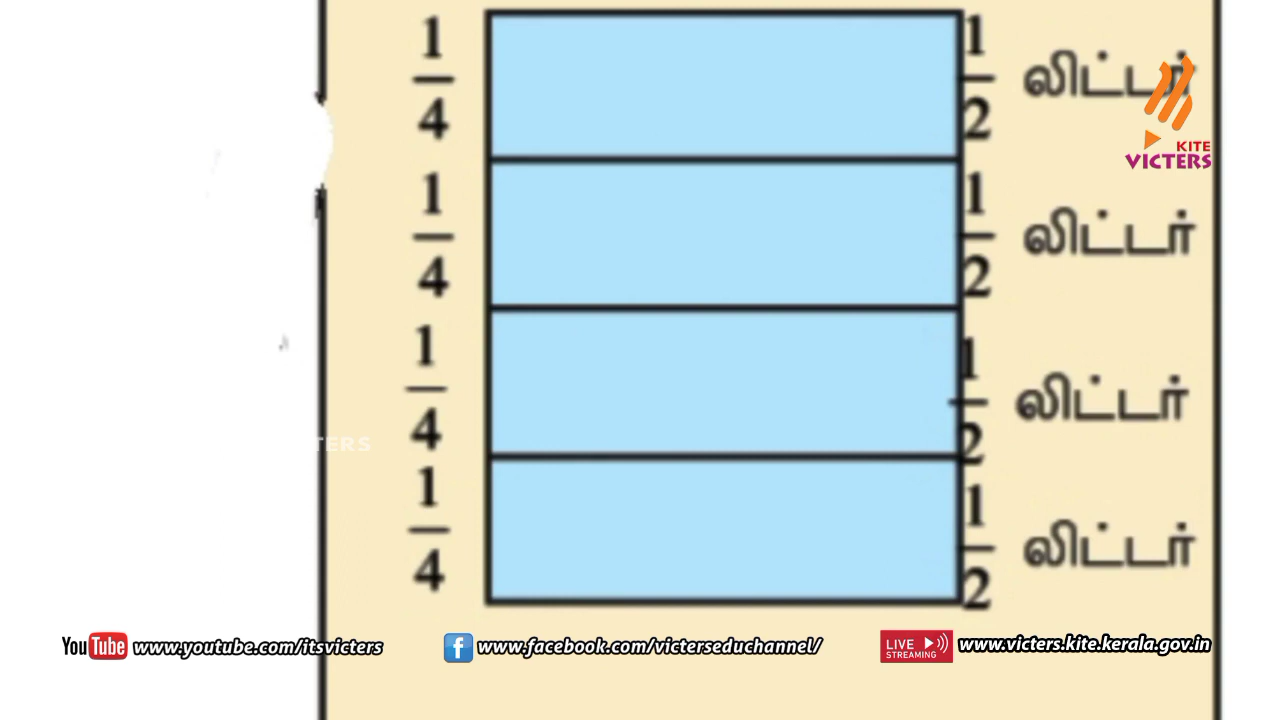 1/4 1/2 லிட்டர்
KITE
VICTERS
1/4 1/2 லிட்டர்
1/4 1/2 லிட்டர்
TERS
1/4 1/2 லிட்டர்
YouTube www.youtube.com/itsvicters
f www.facebook.com/victerseduchannel/
LIVE STREAMING www.victers.kite.kerala.gov.in